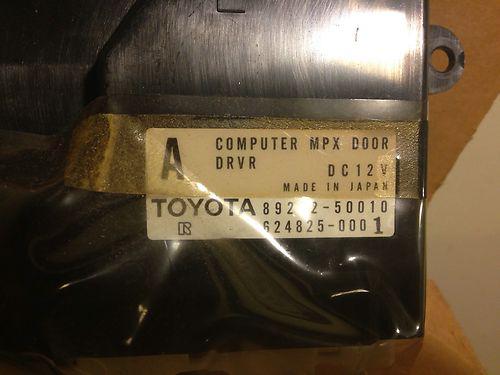 A COMPUTER MPX DOOR
DRVR
DC12V
MADE IN JAPAN
TOYOTA
R 624825-0001